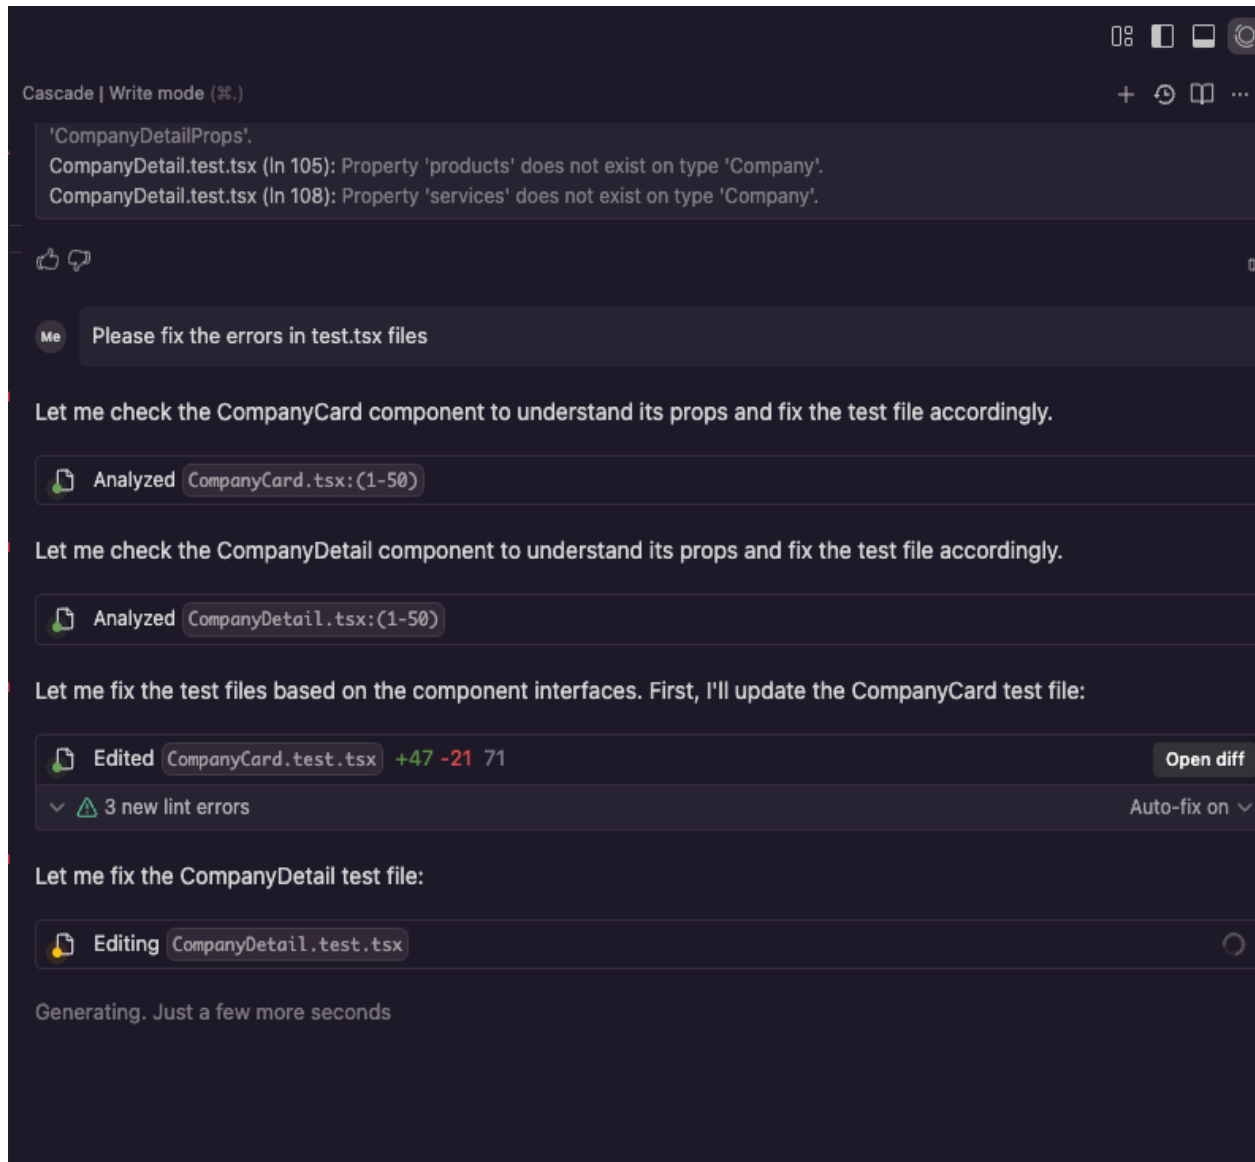 Cascade | Write mode (⌘.)
'CompanyDetailProps'.
CompanyDetail.test.tsx (ln 105): Property 'products' does not exist on type 'Company'.
CompanyDetail.test.tsx (ln 108): Property 'services' does not exist on type 'Company'.
Me Please fix the errors in test.tsx files
Let me check the CompanyCard component to understand its props and fix the test file accordingly.
Analyzed CompanyCard.tsx:(1-50)
Let me check the CompanyDetail component to understand its props and fix the test file accordingly.
Analyzed CompanyDetail.tsx:(1-50)
Let me fix the test files based on the component interfaces. First, I'll update the CompanyCard test file:
Edited CompanyCard.test.tsx +47 -21 71 Open diff
3 new lint errors Auto-fix on
Let me fix the CompanyDetail test file:
Editing CompanyDetail.test.tsx
Generating. Just a few more seconds